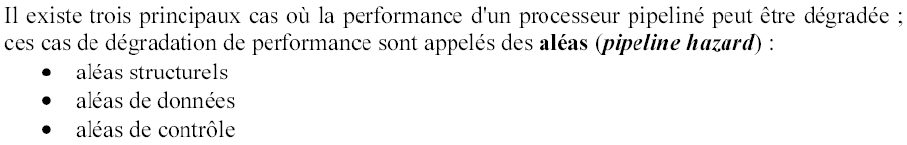 Il existe trois principaux cas où la performance d'un processeur pipeliné peut être dégradée ;
ces cas de dégradation de performance sont appelés des aléas (pipeline hazard) :
• aléas structurels
• aléas de données
• aléas de contrôle